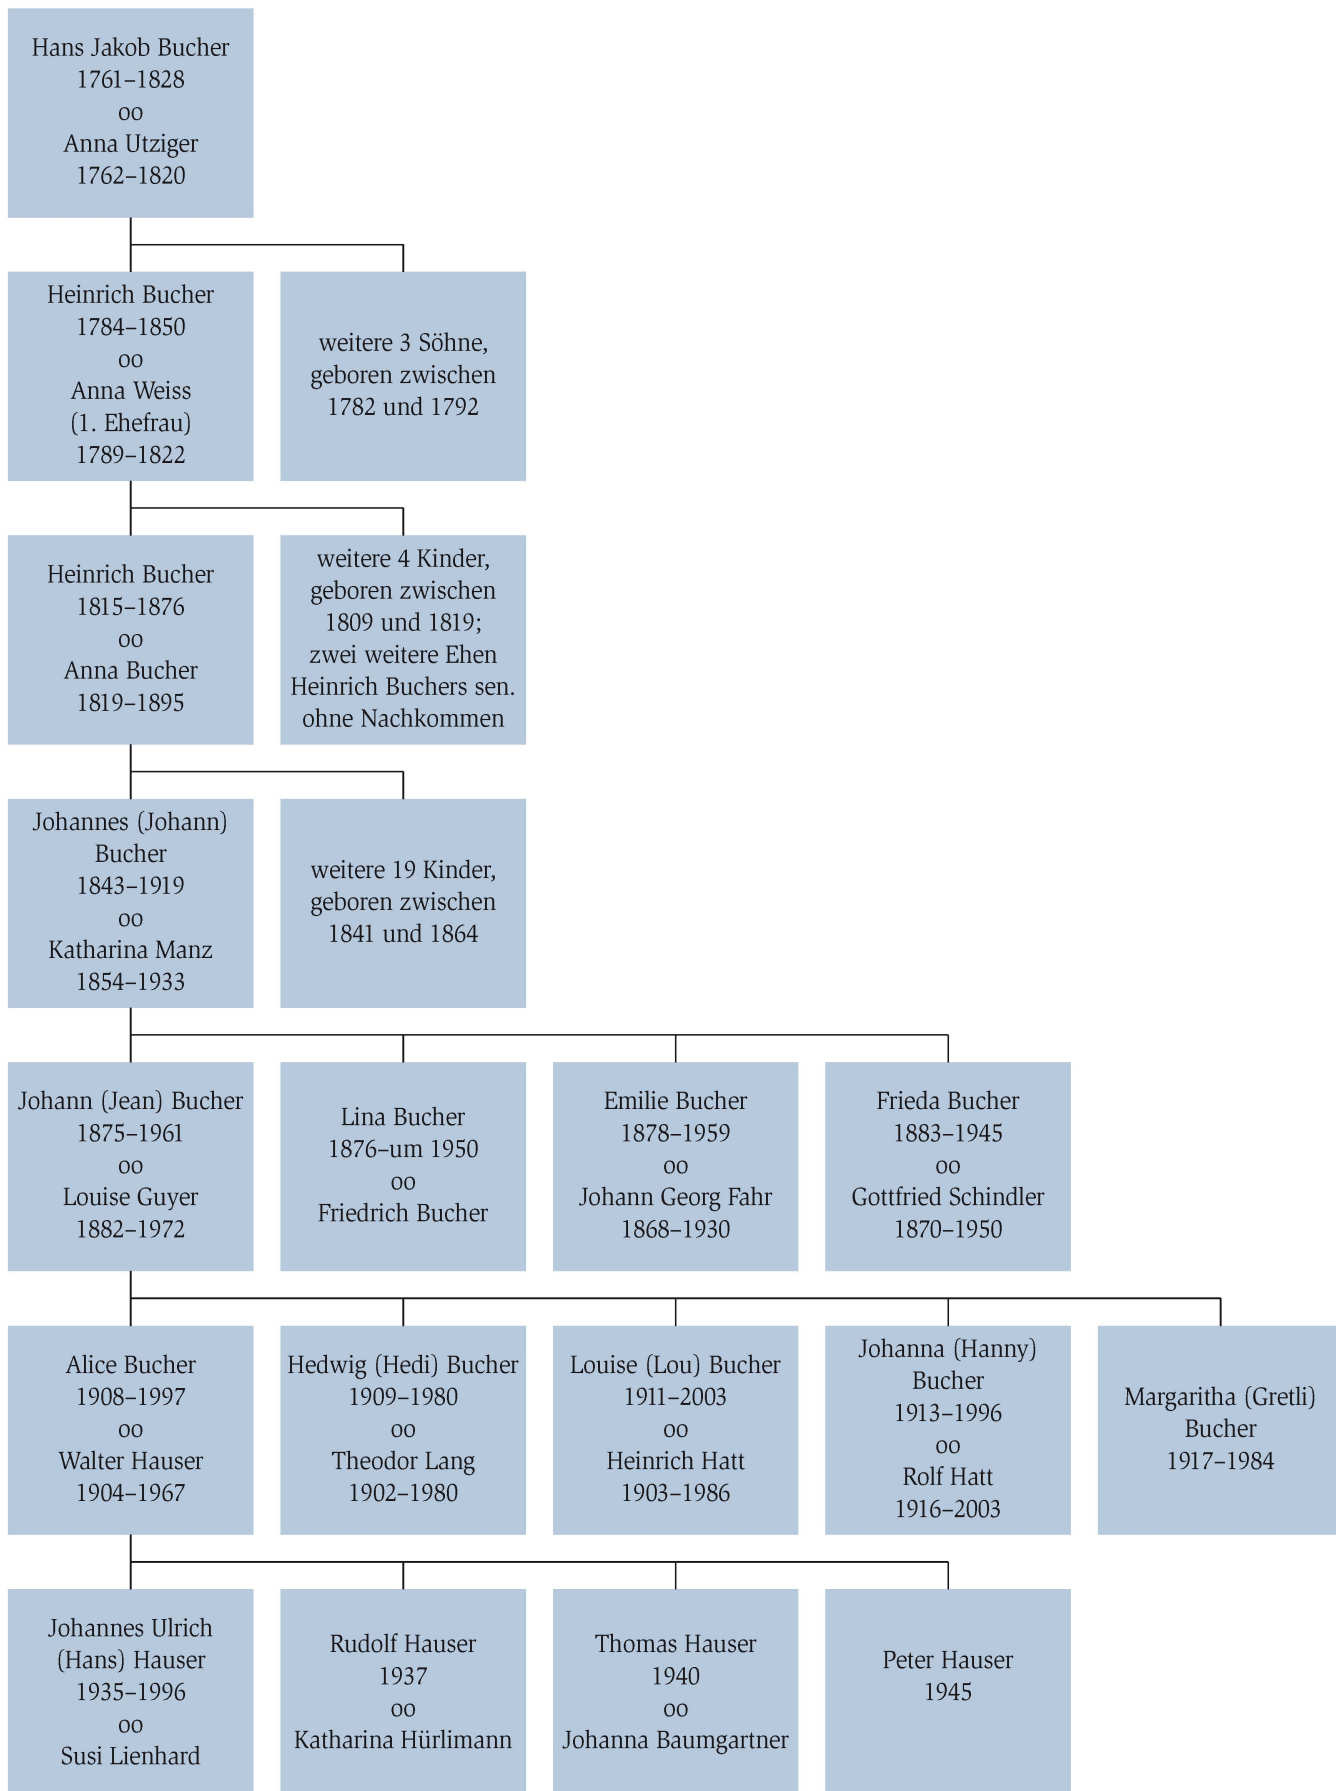 Hans Jakob Bucher
1761–1828
oo
Anna Utziger
1762–1820
Heinrich Bucher
1784–1850
oo
Anna Weiss
(1. Ehefrau)
1789–1822
weitere 3 Söhne,
geboren zwischen
1782 und 1792
Heinrich Bucher
1815–1876
oo
Anna Bucher
1819–1895
weitere 4 Kinder,
geboren zwischen
1809 und 1819;
zwei weitere Ehen
Heinrich Buchers sen.
ohne Nachkommen
Johannes (Johann)
Bucher
1843–1919
oo
Katharina Manz
1854–1933
weitere 19 Kinder,
geboren zwischen
1841 und 1864
Johann (Jean) Bucher
1875–1961
oo
Louise Guyer
1882–1972
Lina Bucher
1876–um 1950
oo
Friedrich Bucher
Emilie Bucher
1878–1959
oo
Johann Georg Fahr
1868–1930
Frieda Bucher
1883–1945
oo
Gottfried Schindler
1870–1950
Alice Bucher
1908–1997
oo
Walter Hauser
1904–1967
Hedwig (Hedi) Bucher
1909–1980
oo
Theodor Lang
1902–1980
Louise (Lou) Bucher
1911–2003
oo
Heinrich Hatt
1903–1986
Johanna (Hanny)
Bucher
1913–1996
oo
Rolf Hatt
1916–2003
Margaritha (Gretli)
Bucher
1917–1984
Johannes Ulrich
(Hans) Hauser
1935–1996
oo
Susi Lienhard
Rudolf Hauser
1937
oo
Katharina Hürlimann
Thomas Hauser
1940
oo
Johanna Baumgartner
Peter Hauser
1945